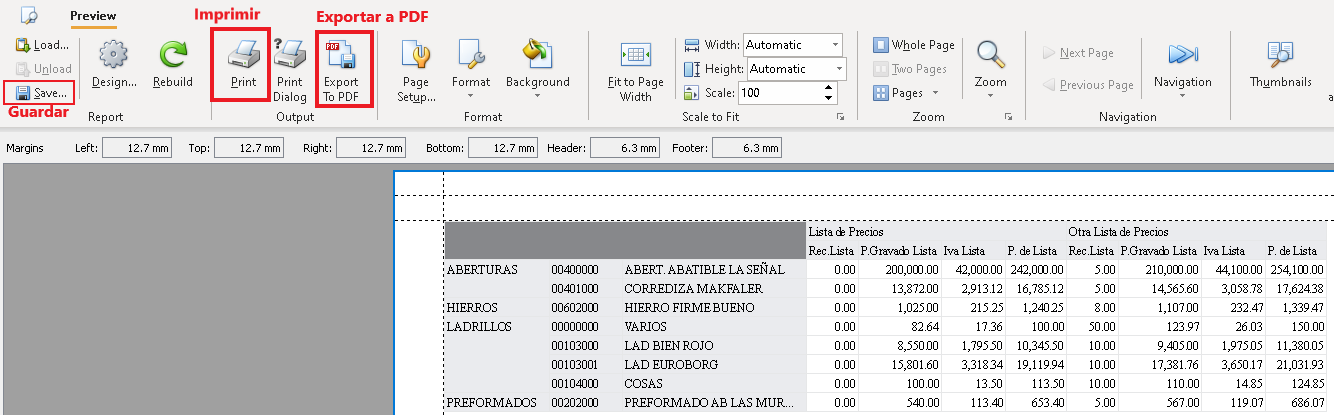 Preview
Imprimir
Exportar a PDF
Load...
Unload
Save...
Guardar
Design...
Rebuild
Report
Print
Print Dialog
Export To PDF
Output
Page Setup...
Format
Background
Format
Fit to Page Width
Width: Automatic
Height: Automatic
Scale: 100
Scale to Fit
Whole Page
Two Pages
Pages
Zoom
Zoom
Next Page
Previous Page
Navigation
Navigation
Thumbnails
Margins Left: 12.7 mm Top: 12.7 mm Right: 12.7 mm Bottom: 12.7 mm Header: 6.3 mm Footer: 6.3 mm
Lista de Precios Otra Lista de Precios
Rec.Lista P.Gravado Lista Iva Lista P. de Lista Rec.Lista P.Gravado Lista Iva Lista P. de Lista
ABERTURAS 00400000 ABERT. ABATIBLE LA SEÑAL 0.00 200,000.00 42,000.00 242,000.00 5.00 210,000.00 44,100.00 254,100.00
00401000 CORREDIZA MAKFALER 0.00 13,872.00 2,913.12 16,785.12 5.00 14,565.60 3,058.78 17,624.38
HIERROS 00602000 HIERRO FIRME BUENO 0.00 1,025.00 215.25 1,240.25 8.00 1,107.00 232.47 1,339.47
LADRILLOS 00000000 VARIOS 0.00 82.64 17.36 100.00 50.00 123.97 26.03 150.00
00103000 LAD BIEN ROJO 0.00 8,550.00 1,795.50 10,345.50 10.00 9,405.00 1,975.05 11,380.05
00103001 LAD EUROBORG 0.00 15,801.60 3,318.34 19,119.94 10.00 17,381.76 3,650.17 21,031.93
00104000 COSAS 0.00 100.00 13.50 113.50 10.00 110.00 14.85 124.85
PREFORMADOS 00202000 PREFORMADO AB LAS MUR... 0.00 540.00 113.40 653.40 5.00 567.00 119.07 686.07